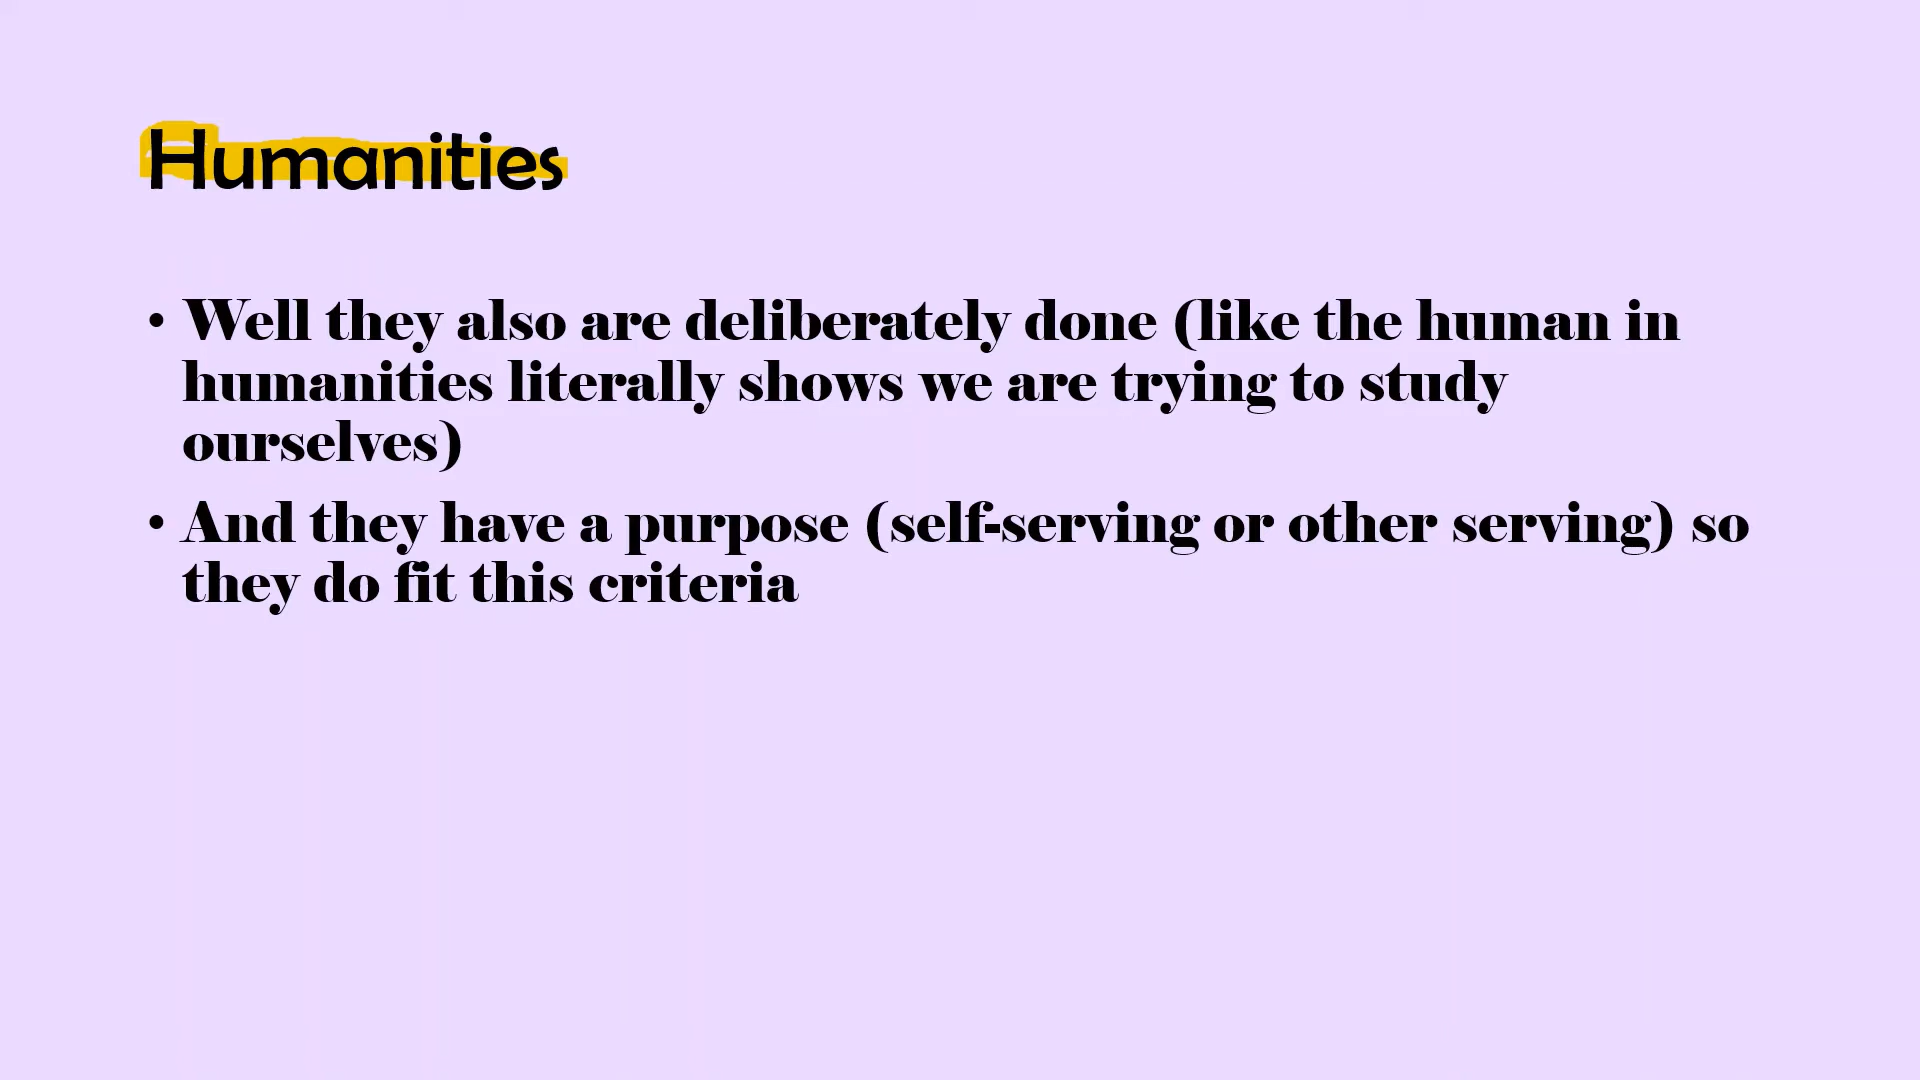 Humanities
• Well they also are deliberately done (like the human in
humanities literally shows we are trying to study
ourselves)
• And they have a purpose (self-serving or other serving) so
they do fit this criteria